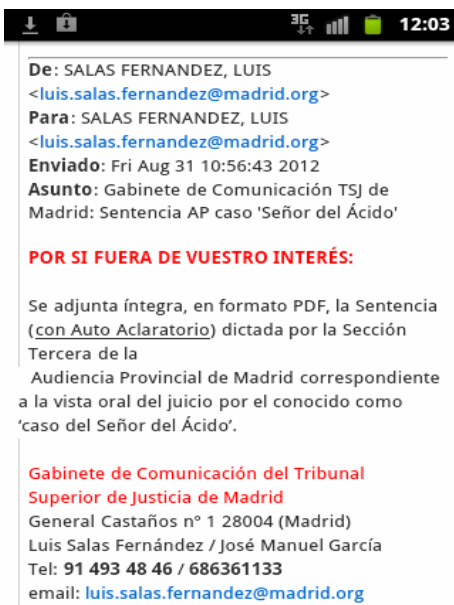 3G 12:03
De: SALAS FERNANDEZ, LUIS
<luis.salas.fernandez@madrid.org>
Para: SALAS FERNANDEZ, LUIS
<luis.salas.fernandez@madrid.org>
Enviado: Fri Aug 31 10:56:43 2012
Asunto: Gabinete de Comunicación TSJ de
Madrid: Sentencia AP caso 'Señor del Ácido'
POR SI FUERA DE VUESTRO INTERÉS:
Se adjunta íntegra, en formato PDF, la Sentencia
(con Auto Aclaratorio) dictada por la Sección
Tercera de la
Audiencia Provincial de Madrid correspondiente
a la vista oral del juicio por el conocido como
‘caso del Señor del Ácido’.
Gabinete de Comunicación del Tribunal
Superior de Justicia de Madrid
General Castaños nº 1 28004 (Madrid)
Luis Salas Fernández / José Manuel García
Tel: 91 493 48 46 / 686361133
email: luis.salas.fernandez@madrid.org